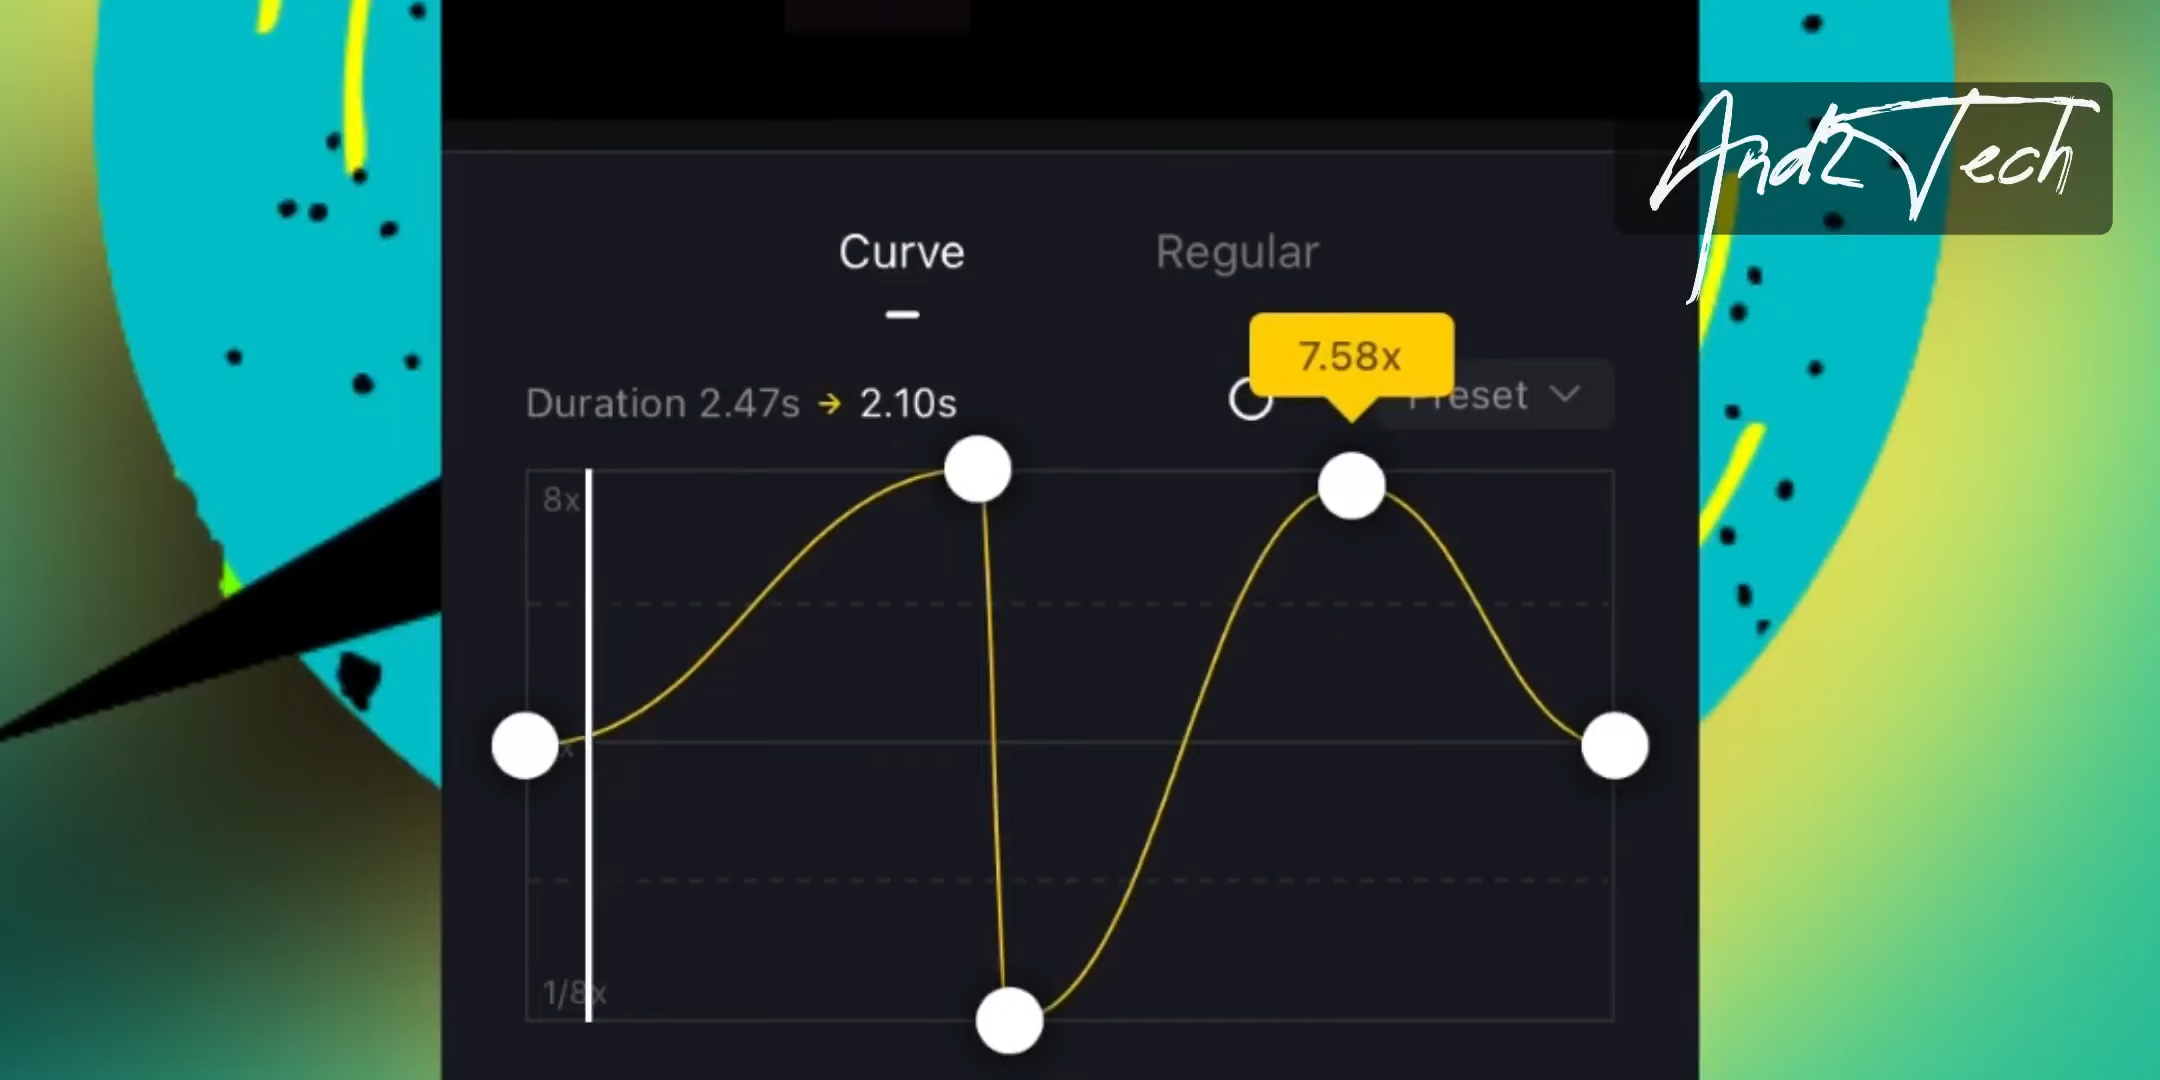 AndzTech
Curve Regular
7.58x
Duration 2.47s → 2.10s
8x
x
1/8x